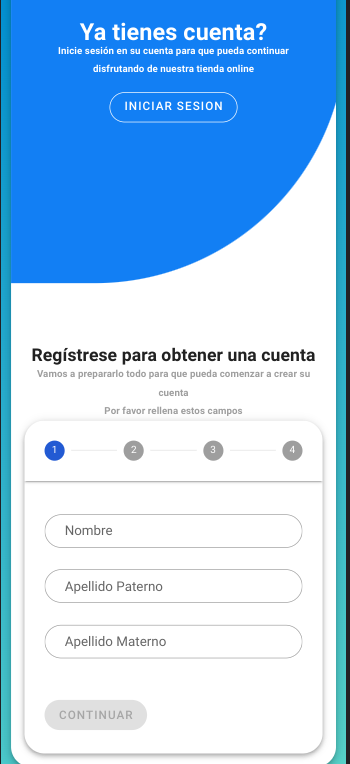 Ya tienes cuenta?
Inicie sesión en su cuenta para que pueda continuar
disfrutando de nuestra tienda online
INICIAR SESION
Regístrese para obtener una cuenta
Vamos a prepararlo todo para que pueda comenzar a crear su
cuenta
Por favor rellena estos campos
1 2 3 4
Nombre
Apellido Paterno
Apellido Materno
CONTINUAR